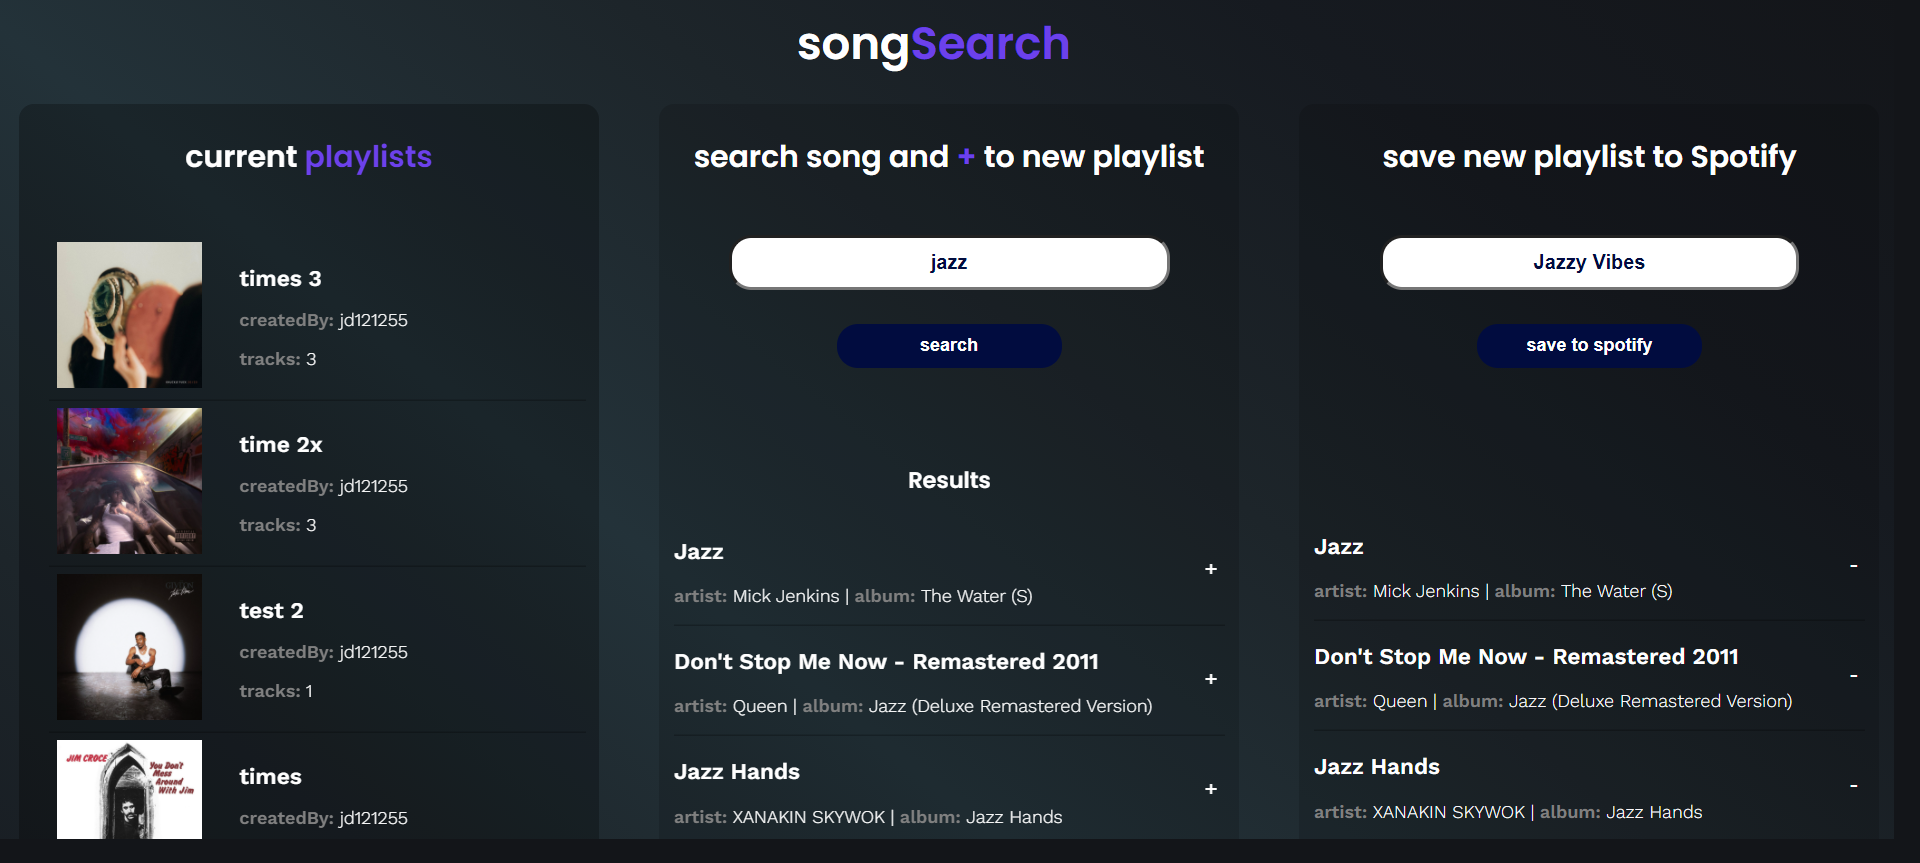 songSearch
current playlists
times 3
createdBy: jd121255
tracks: 3
time 2x
createdBy: jd121255
tracks: 3
test 2
createdBy: jd121255
tracks: 1
JIM CROCE
You Don't
Mess
Around
With Jim
times
createdBy: jd121255
search song and + to new playlist
jazz
search
Results
Jazz
+
artist: Mick Jenkins | album: The Water (S)
Don't Stop Me Now - Remastered 2011
+
artist: Queen | album: Jazz (Deluxe Remastered Version)
Jazz Hands
+
artist: XANAKIN SKYWOK | album: Jazz Hands
save new playlist to Spotify
Jazzy Vibes
save to spotify
Jazz
-
artist: Mick Jenkins | album: The Water (S)
Don't Stop Me Now - Remastered 2011
-
artist: Queen | album: Jazz (Deluxe Remastered Version)
Jazz Hands
-
artist: XANAKIN SKYWOK | album: Jazz Hands